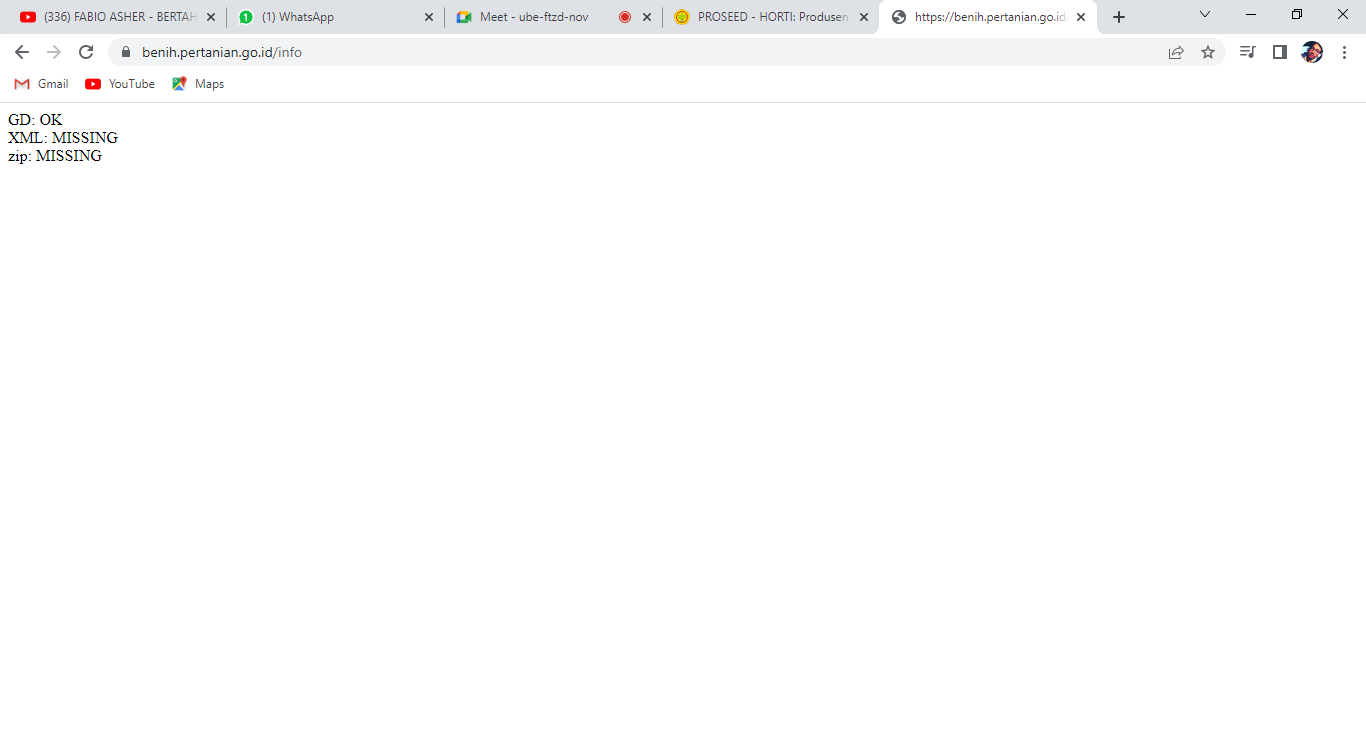 (336) FABIO ASHER - BERTAH
(1) WhatsApp
Meet - ube-ftzd-nov
PROSEED - HORTI: Produsen
https://benih.pertanian.go.id
benih.pertanian.go.id/info
Gmail
YouTube
Maps
GD: OK
XML: MISSING
zip: MISSING